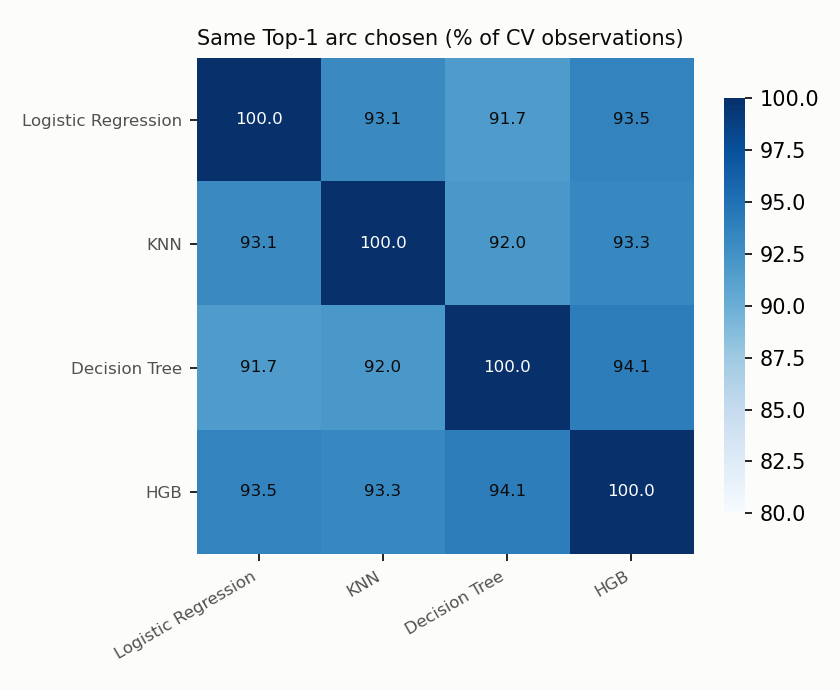 Same Top-1 arc chosen (% of CV observations)
Logistic Regression 100.0 93.1 91.7 93.5
KNN 93.1 100.0 92.0 93.3
Decision Tree 91.7 92.0 100.0 94.1
HGB 93.5 93.3 94.1 100.0
Logistic Regression KNN Decision Tree HGB
100.0
97.5
95.0
92.5
90.0
87.5
85.0
82.5
80.0